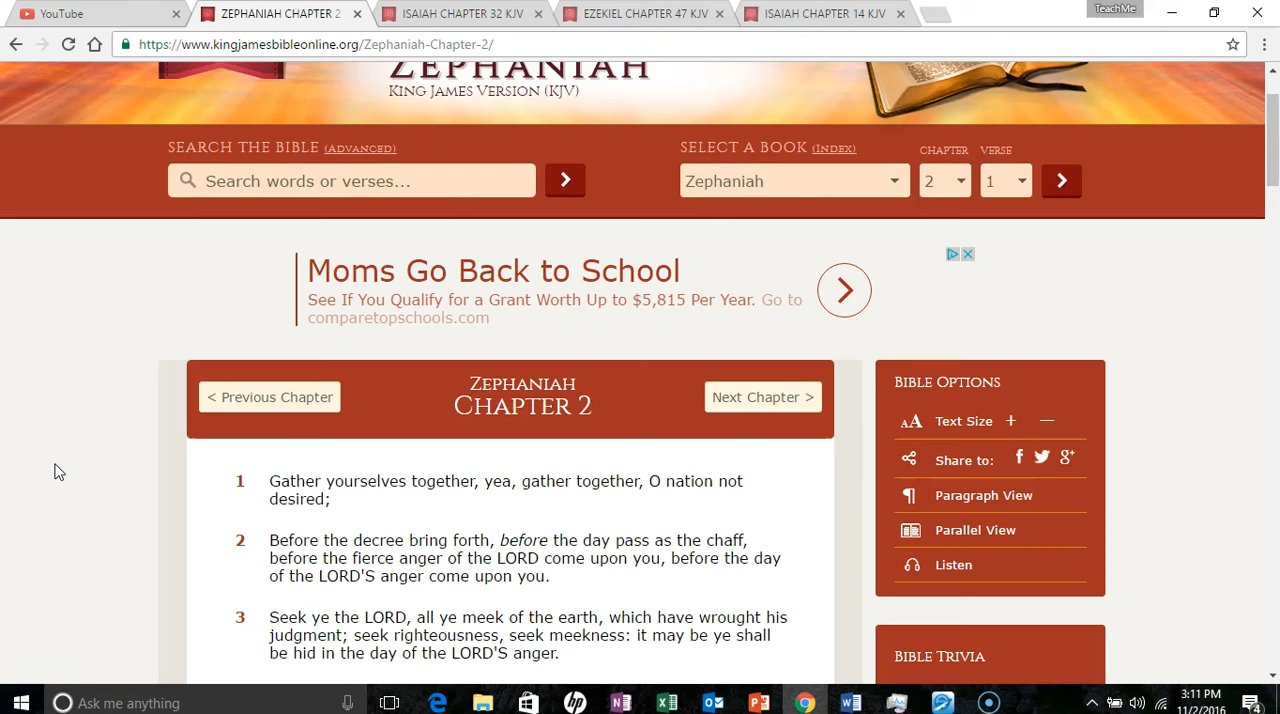 TeachMe
YouTube
ZEPHANIAH CHAPTER 2
ISAIAH CHAPTER 32 KJV
EZEKIEL CHAPTER 47 KJV
ISAIAH CHAPTER 14 KJV
https://www.kingjamesbibleonline.org/Zephaniah-Chapter-2/
ZEPHANIAH
KING JAMES VERSION (KJV)
SEARCH THE BIBLE (ADVANCED)
SELECT A BOOK (INDEX)
CHAPTER
VERSE
Search words or verses...
Zephaniah
2
1
Moms Go Back to School
See If You Qualify for a Grant Worth Up to $5,815 Per Year. Go to
comparetopschools.com
< Previous Chapter
ZEPHANIAH
CHAPTER 2
Next Chapter >
1 Gather yourselves together, yea, gather together, O nation not
desired;
2 Before the decree bring forth, before the day pass as the chaff,
before the fierce anger of the LORD come upon you, before the day
of the LORD'S anger come upon you.
3 Seek ye the LORD, all ye meek of the earth, which have wrought his
judgment; seek righteousness, seek meekness: it may be ye shall
be hid in the day of the LORD'S anger.
BIBLE OPTIONS
AA Text Size + —
Share to: f g+
Paragraph View
Parallel View
Listen
BIBLE TRIVIA
Ask me anything
3:11 PM
11/2/2016
4